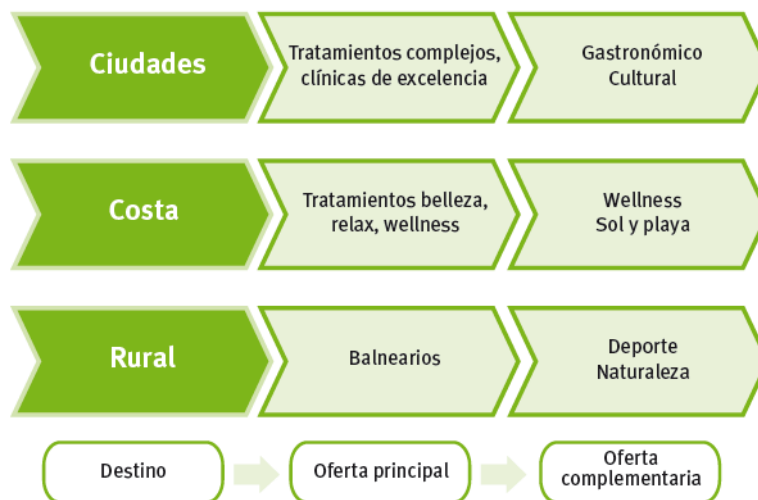 Ciudades
Tratamientos complejos,
clínicas de excelencia
Gastronómico
Cultural
Costa
Tratamientos belleza,
relax, wellness
Wellness
Sol y playa
Rural
Balnearios
Deporte
Naturaleza
Destino
Oferta principal
Oferta
complementaria